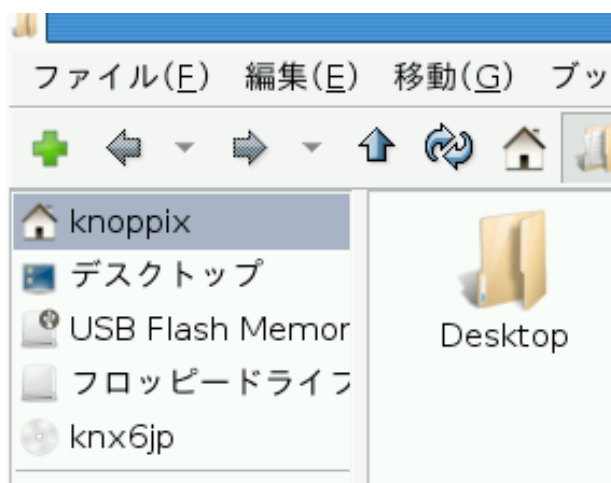 ファイル(F) 編集(E) 移動(G) ブッ
knoppix
デスクトップ
USB Flash Memor
フロッピードライブ
knx6jp
Desktop